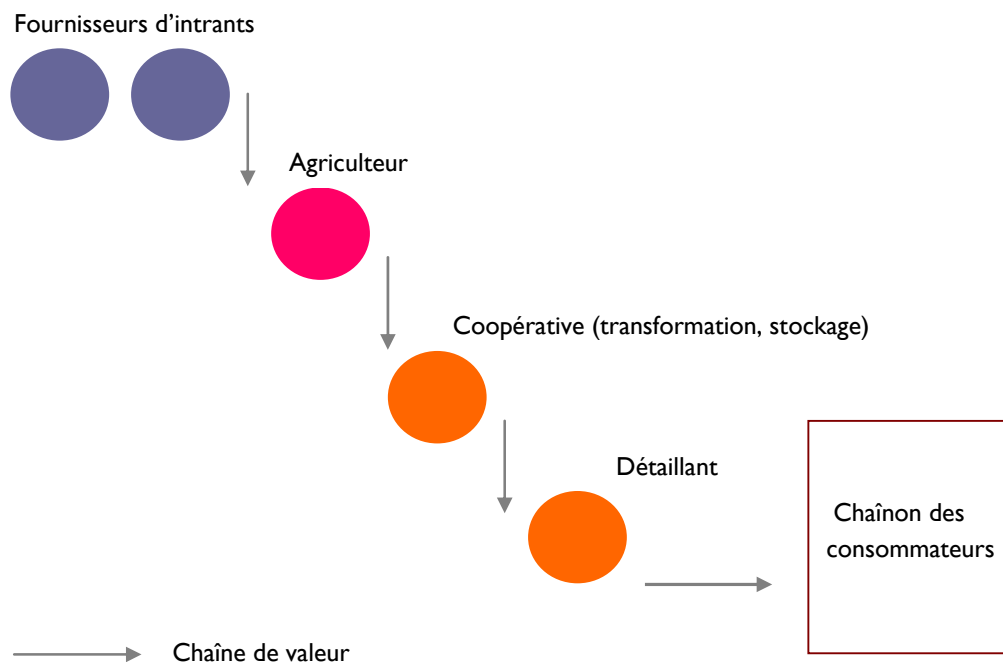 Fournisseurs d’intrants
Agriculteur
Coopérative (transformation, stockage)
Détaillant
Chaînon des
consommateurs
Chaîne de valeur